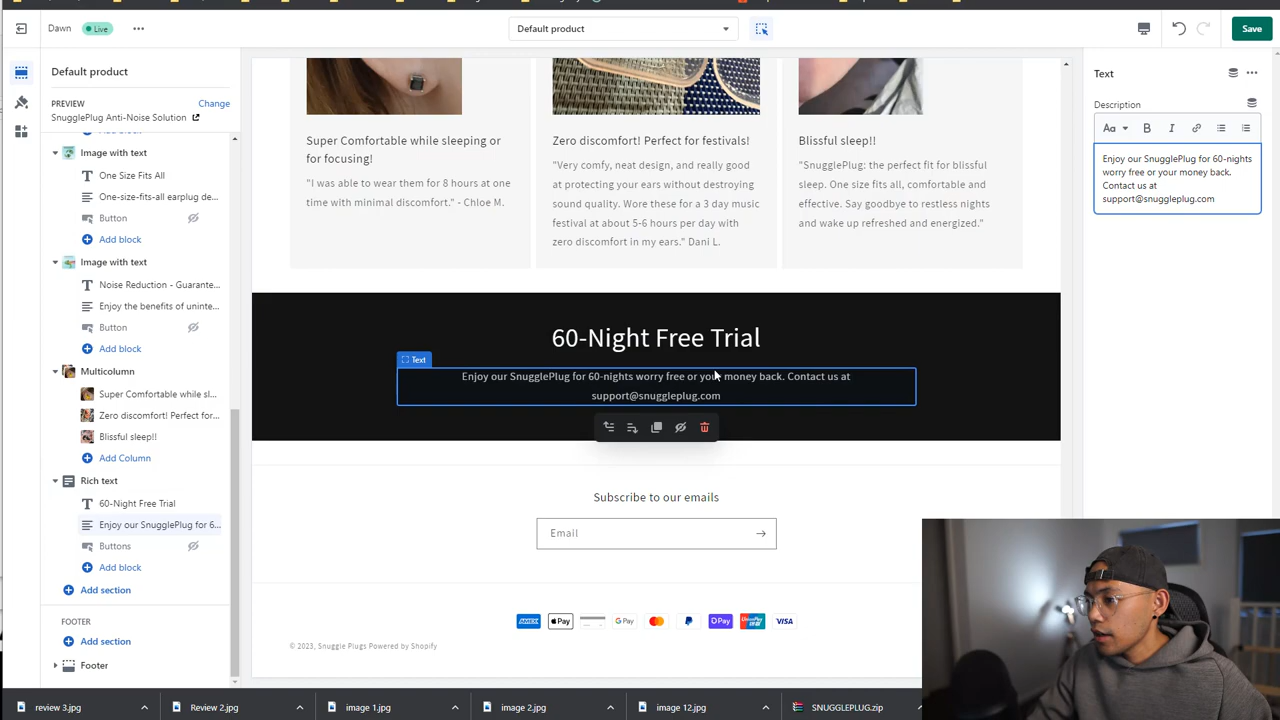 Dawn Live
Default product
Save
Default product
PREVIEW
Change
SnugglePlug Anti-Noise Solution
Image with text
One Size Fits All
One-size-fits-all earplug de...
Button
Add block
Image with text
Noise Reduction - Guarante...
Enjoy the benefits of uninte...
Button
Add block
Multicolumn
Super Comfortable while sl...
Zero discomfort! Perfect for...
Blissful sleep!!
Add Column
Rich text
60-Night Free Trial
Enjoy our SnugglePlug for 6...
Buttons
Add block
Add section
FOOTER
Add section
Footer
Super Comfortable while sleeping or
for focusing!
"I was able to wear them for 8 hours at one
time with minimal discomfort." - Chloe M.
Zero discomfort! Perfect for festivals!
"Very comfy, neat design, and really good
at protecting your ears without destroying
sound quality. Wore these for a 3 day music
festival at about 5-6 hours per day with
zero discomfort in my ears." Dani L.
Blissful sleep!!
"SnugglePlug: the perfect fit for blissful
sleep. One size fits all, comfortable and
effective. Say goodbye to restless nights
and wake up refreshed and energized."
60-Night Free Trial
Text
Enjoy our SnugglePlug for 60-nights worry free or your money back. Contact us at
support@snuggleplug.com
Subscribe to our emails
Email
AMEX Pay G Pay PayPal Pay UnionPay VISA
© 2023, Snuggle Plugs Powered by Shopify
Text
Description
Aa B I
Enjoy our SnugglePlug for 60-nights
worry free or your money back.
Contact us at
support@snuggleplug.com
review 3.jpg
Review 2.jpg
image 1.jpg
image 2.jpg
image 12.jpg
SNUGGLEPLUG.zip